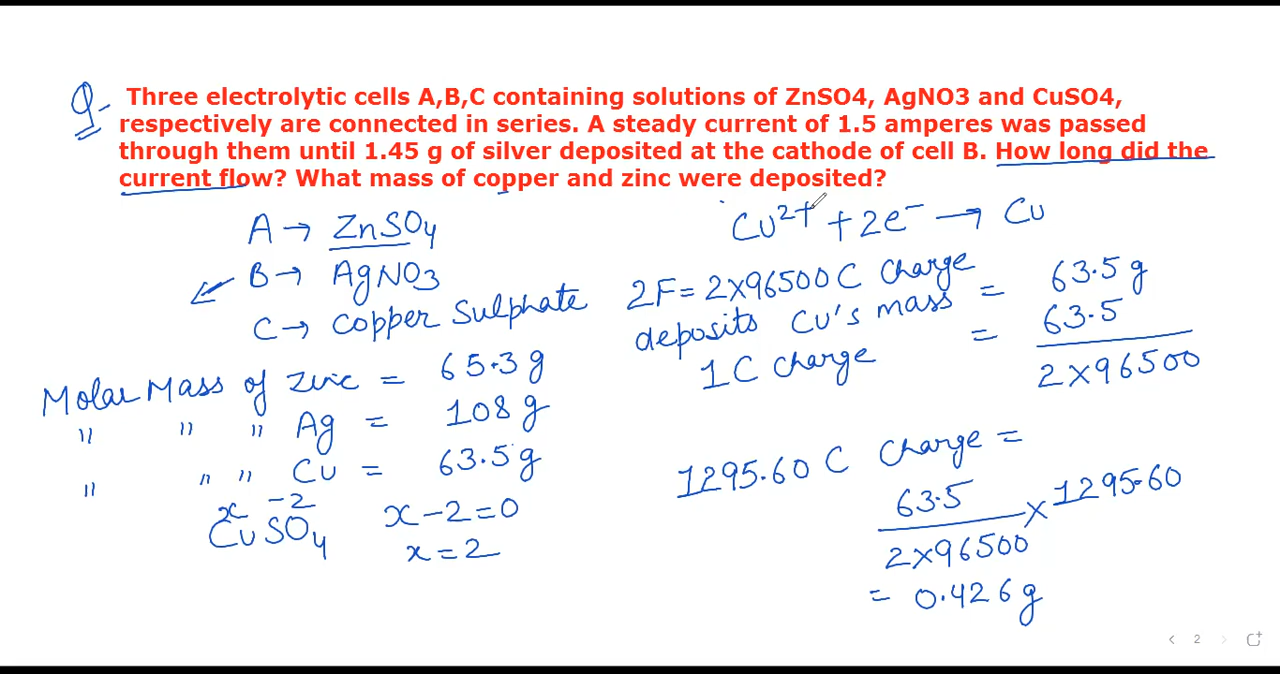 Q- Three electrolytic cells A,B,C containing solutions of ZnSO4, AgNO3 and CuSO4,
respectively are connected in series. A steady current of 1.5 amperes was passed
through them until 1.45 g of silver deposited at the cathode of cell B. How long did the
current flow? What mass of copper and zinc were deposited?
A → ZnSO4
B → AgNO3
C → Copper Sulphate
Molar Mass of Zinc = 65.3 g
" " " Ag = 108 g
" " " Cu = 63.5 g
x -2
CuSO4 x-2=0
x=2
Cu2+ + 2e- → Cu
2F = 2×96500 C Charge
deposits Cu's mass = 63.5 g
1C Charge = 63.5
2×96500
1295.60 C Charge =
63.5 × 1295.60
2×96500
= 0.426 g
2